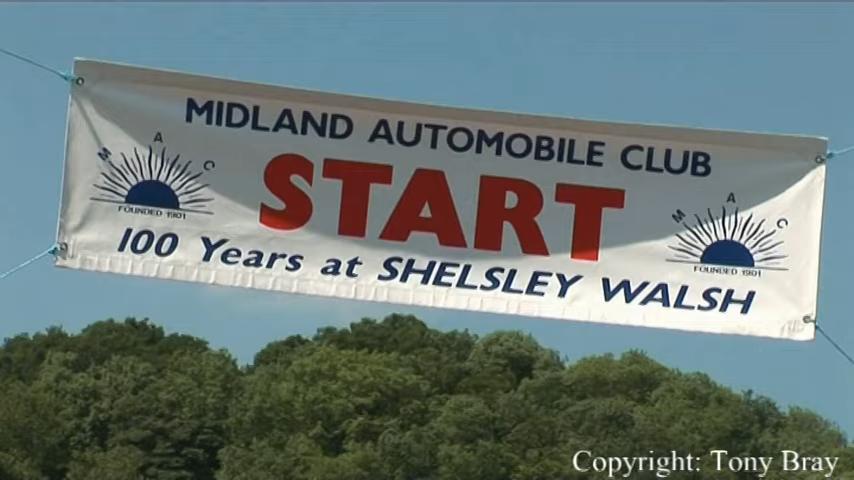 MIDLAND AUTOMOBILE CLUB
M A C
FOUNDED 1901
START
M A C
FOUNDED 1901
100 Years at SHELSLEY WALSH
Copyright: Tony Bray